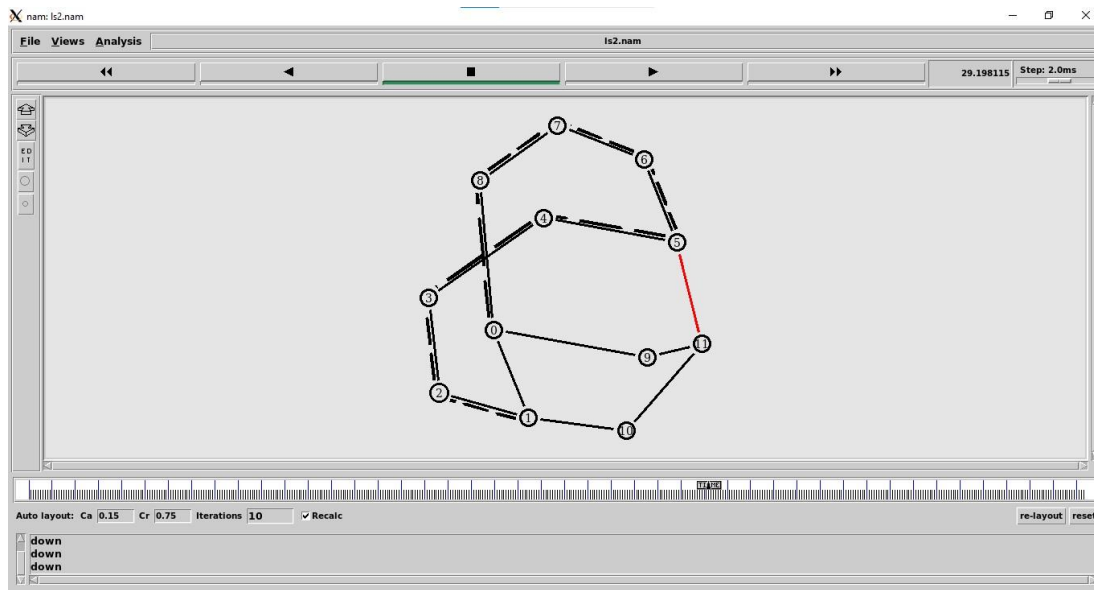 nam: ls2.nam
File Views Analysis ls2.nam
29.198115 Step: 2.0ms
ED
IT
7
6
8
4
5
3
0
11
9
2
1
10
TIME
Auto layout: Ca 0.15 Cr 0.75 Iterations 10 Recalc re-layout reset
down
down
down